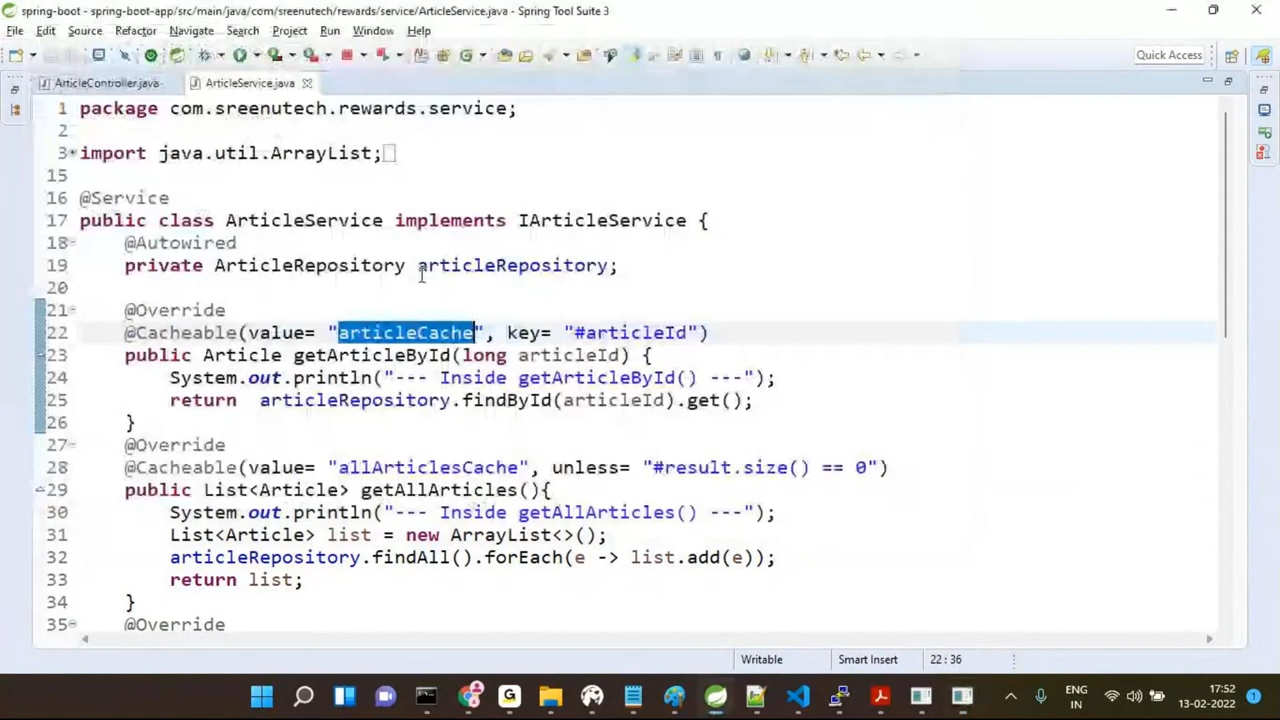 spring-boot - spring-boot-app/src/main/java/com/sreenutech/rewards/service/ArticleService.java - Spring Tool Suite 3
File Edit Source Refactor Navigate Search Project Run Window Help
Quick Access
ArticleController.java ArticleService.java
1 package com.sreenutech.rewards.service;
2
3 import java.util.ArrayList;
15
16 @Service
17 public class ArticleService implements IArticleService {
18 @Autowired
19 private ArticleRepository articleRepository;
20
21 @Override
22 @Cacheable(value= "articleCache", key= "#articleId")
23 public Article getArticleById(long articleId) {
24 System.out.println("--- Inside getArticleById() ---");
25 return articleRepository.findById(articleId).get();
26 }
27 @Override
28 @Cacheable(value= "allArticlesCache", unless= "#result.size() == 0")
29 public List<Article> getAllArticles(){
30 System.out.println("--- Inside getAllArticles() ---");
31 List<Article> list = new ArrayList<>();
32 articleRepository.findAll().forEach(e -> list.add(e));
33 return list;
34 }
35 @Override
Writable Smart Insert 22 : 36
ENG
IN
17:52
13-02-2022
1